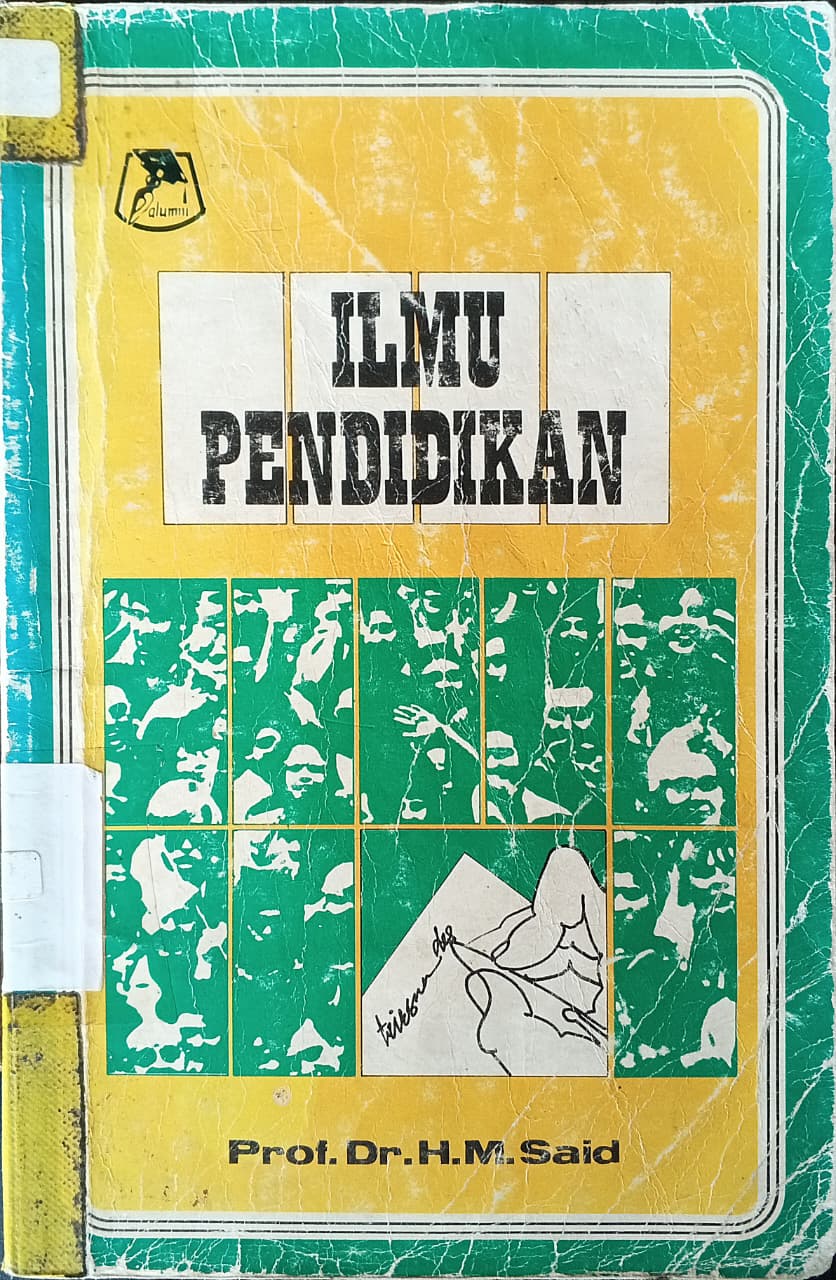 alumni
ILMU
PENDIDIKAN
Prof. Dr. H. M. Said